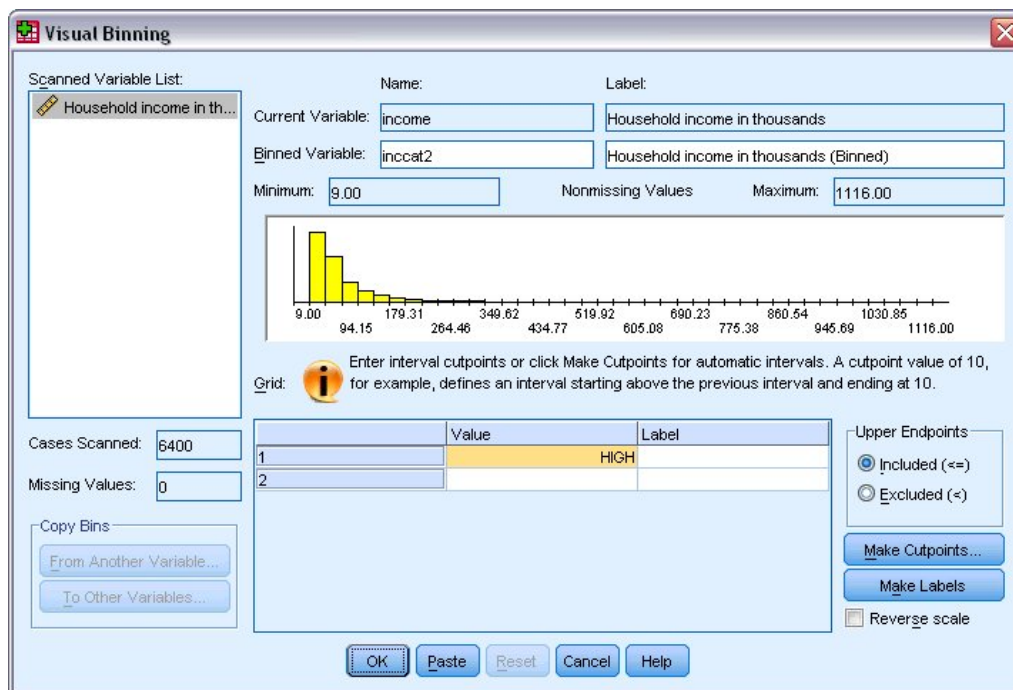 Visual Binning
Scanned Variable List:
Household income in th...
Name:
Label:
Current Variable:
income
Household income in thousands
Binned Variable:
inccat2
Household income in thousands (Binned)
Minimum:
9.00
Nonmissing Values
Maximum:
1116.00
9.00 179.31 349.62 519.92 690.23 860.54 1030.85
94.15 264.46 434.77 605.08 775.38 945.69 1116.00
Enter interval cutpoints or click Make Cutpoints for automatic intervals. A cutpoint value of 10,
for example, defines an interval starting above the previous interval and ending at 10.
Grid:
Cases Scanned:
6400
Missing Values:
0
Copy Bins
From Another Variable...
To Other Variables...
Value Label
1 HIGH
2
Upper Endpoints
Included (<=)
Excluded (<)
Make Cutpoints...
Make Labels
Reverse scale
OK Paste Reset Cancel Help